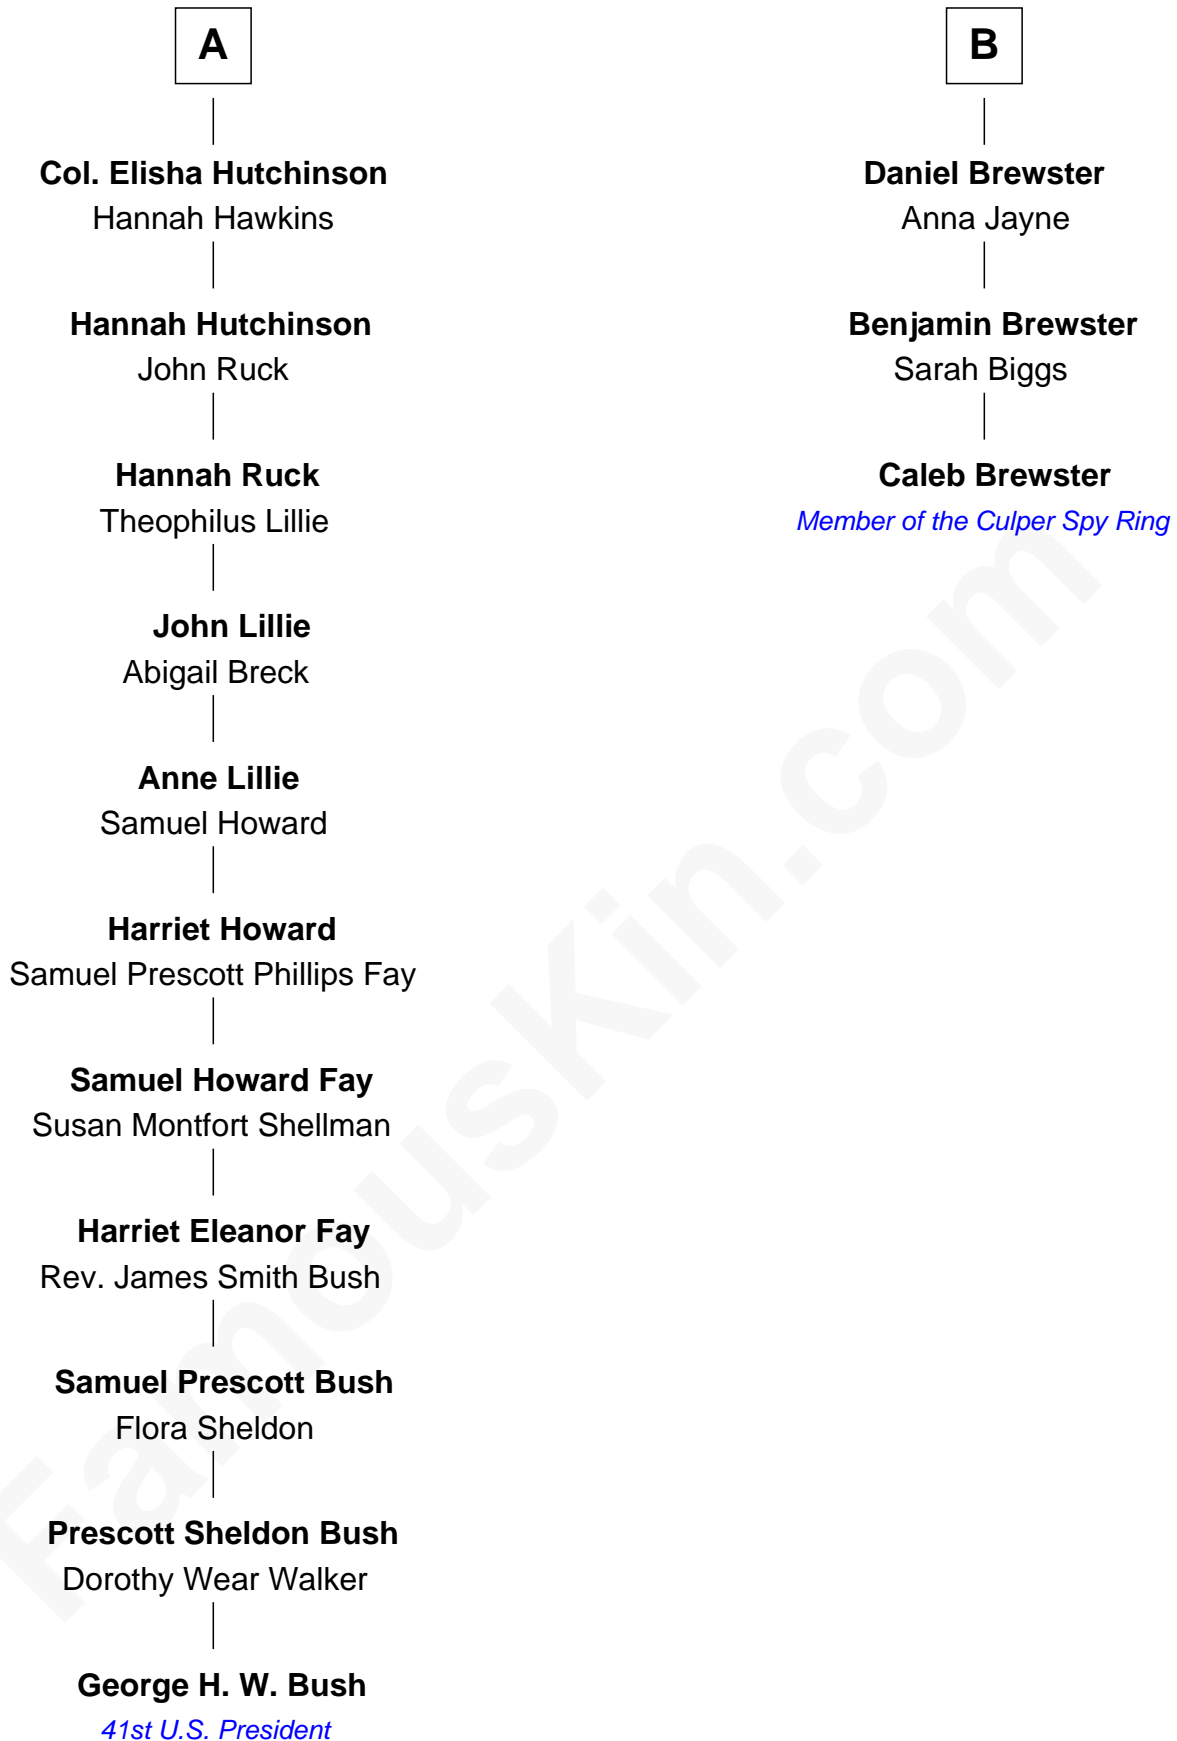 A
Col. Elisha Hutchinson
Hannah Hawkins
Hannah Hutchinson
John Ruck
Hannah Ruck
Theophilus Lillie
John Lillie
Abigail Breck
Anne Lillie
Samuel Howard
Harriet Howard
Samuel Prescott Phillips Fay
Samuel Howard Fay
Susan Montfort Shellman
Harriet Eleanor Fay
Rev. James Smith Bush
Samuel Prescott Bush
Flora Sheldon
Prescott Sheldon Bush
Dorothy Wear Walker
George H. W. Bush
41st U.S. President
B
Daniel Brewster
Anna Jayne
Benjamin Brewster
Sarah Biggs
Caleb Brewster
Member of the Culper Spy Ring
FamousKin.com